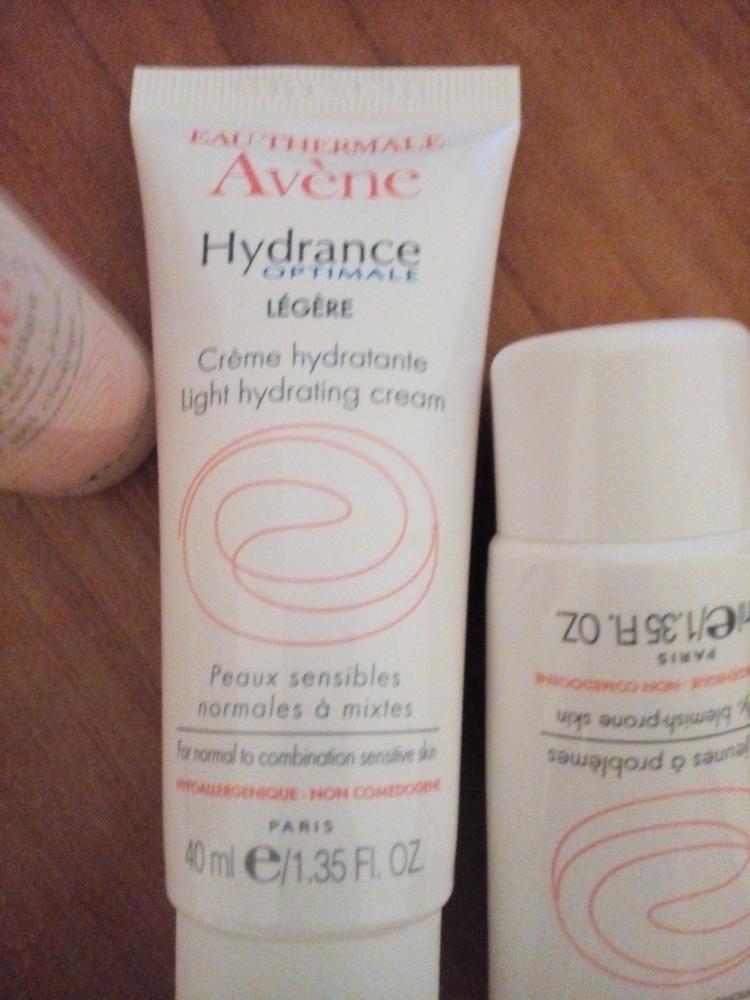 EAU THERMALE
Avène
Hydrance
OPTIMALE
LÉGÈRE
Crème hydratante
Light hydrating cream
Peaux sensibles
normales à mixtes
For normal to combination sensitive skin
HYPOALLERGENIQUE - NON COMEDOGENE
PARIS
40 ml e/1.35 Fl. OZ.
jeunes à problèmes
blemish-prone skin
NON COMEDOGENE
PARIS
e/1.35 Fl. OZ.